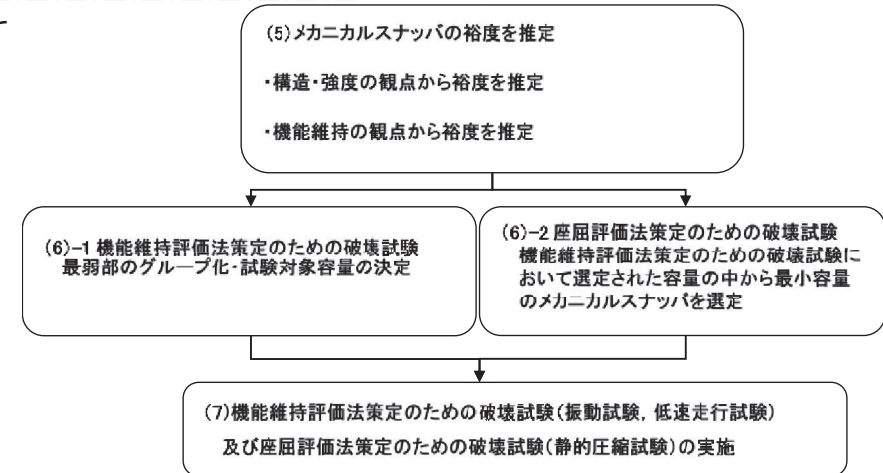 (5)メカニカルスナッバの裕度を推定
・構造・強度の観点から裕度を推定
・機能維持の観点から裕度を推定
(6)-1 機能維持評価法策定のための破壊試験
最弱部のグループ化・試験対象容量の決定
(6)-2 座屈評価法策定のための破壊試験
機能維持評価法策定のための破壊試験に
おいて選定された容量の中から最小容量
のメカニカルスナッバを選定
(7)機能維持評価法策定のための破壊試験(振動試験, 低速走行試験)
及び座屈評価法策定のための破壊試験(静的圧縮試験)の実施